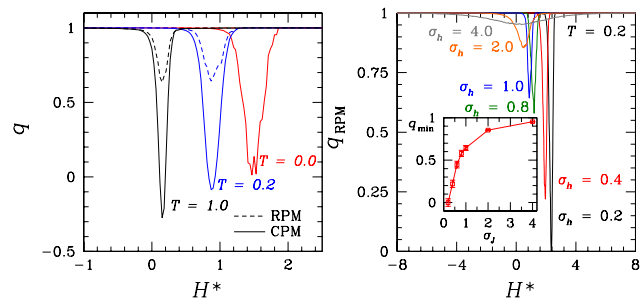 1
0.5
0
−0.5
−1
0
1
2
q
H*
T = 0.0
T = 0.2
T = 1.0
RPM
CPM
1
0.75
0.5
0.25
0
−8
−4
0
4
8
q_RPM
H*
σ_h = 4.0
T = 0.2
σ_h = 2.0
σ_h = 1.0
σ_h = 0.8
σ_h = 0.4
σ_h = 0.2
q_min
1
0.5
0
0
1
2
3
4
σ_J